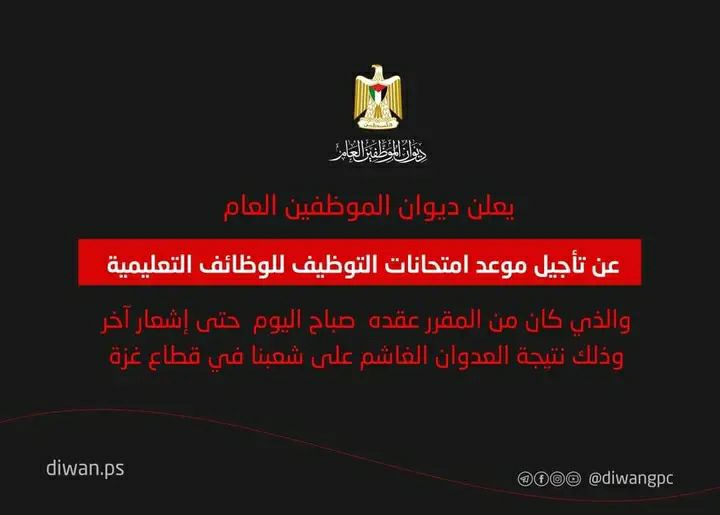 فلسطين
ديوان الموظفين العام
يعلن ديوان الموظفين العام
عن تأجيل موعد امتحانات التوظيف للوظائف التعليمية
والذي كان من المقرر عقده صباح اليوم حتى إشعار آخر
وذلك نتيجة العدوان الغاشم على شعبنا في قطاع غزة
diwan.ps
@diwangpc